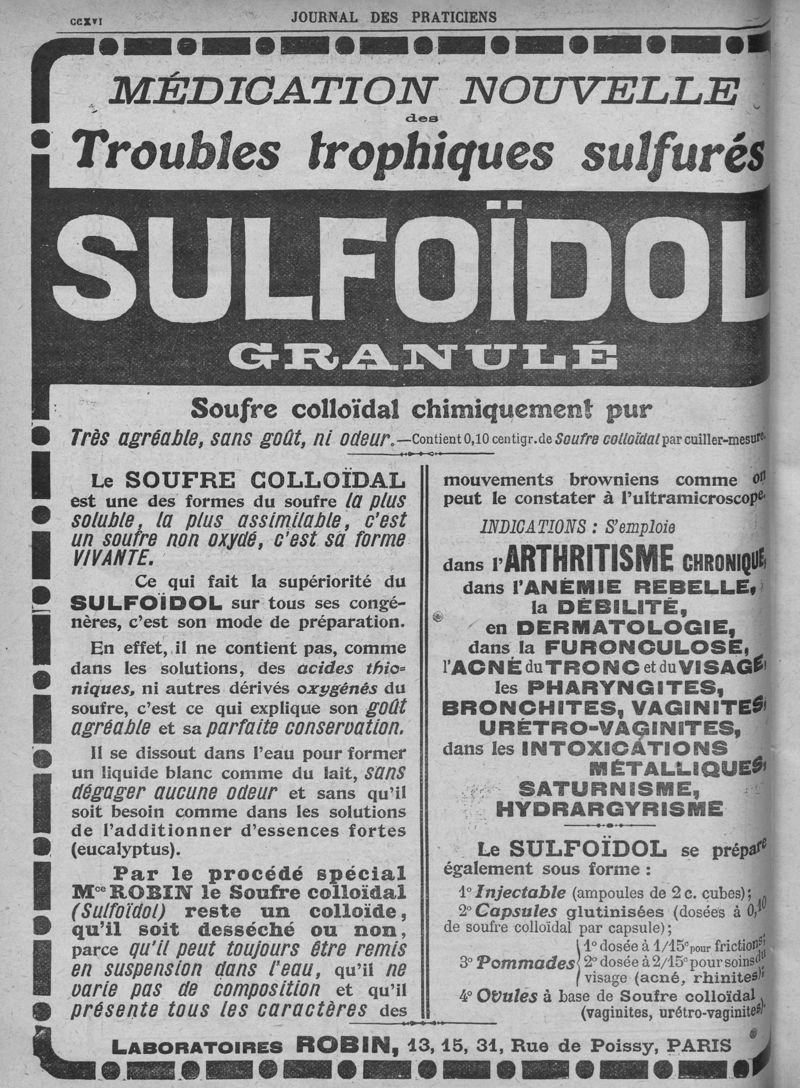 ccxvi
JOURNAL DES PRATICIENS
MÉDICATION NOUVELLE
des
Troubles trophiques sulfurés
SULFOÏDOL
GRANULÉ
Soufre colloïdal chimiquement pur
Très agréable, sans goût, ni odeur.—Contient 0,10 centigr. de Soufre colloïdal par cuiller-mesure.
Le SOUFRE COLLOÏDAL
est une des formes du soufre la plus
soluble, la plus assimilable, c'est
un soufre non oxydé, c'est sa forme
VIVANTE.
Ce qui fait la supériorité du
SULFOÏDOL sur tous ses congé-
nères, c'est son mode de préparation.
En effet, il ne contient pas, comme
dans les solutions, des acides thio-
niques, ni autres dérivés oxygénés du
soufre, c'est ce qui explique son goût
agréable et sa parfaite conservation.
Il se dissout dans l'eau pour former
un liquide blanc comme du lait, sans
dégager aucune odeur et sans qu'il
soit besoin comme dans les solutions
de l'additionner d'essences fortes
(eucalyptus).
Par le procédé spécial
Mce ROBIN le Soufre colloïdal
(Sulfoïdol) reste un colloïde,
qu'il soit desséché ou non,
parce qu'il peut toujours être remis
en suspension dans l'eau, qu'il ne
varie pas de composition et qu'il
présente tous les caractères des
mouvements browniens comme on
peut le constater à l'ultramicroscope.
INDICATIONS : S'emploie
dans l'ARTHRITISME CHRONIQUE,
dans l'ANÉMIE REBELLE,
la DÉBILITÉ,
en DERMATOLOGIE,
dans la FURONCULOSE,
l'ACNÉ du TRONC et du VISAGE,
les PHARYNGITES,
BRONCHITES, VAGINITES,
URÉTRO-VAGINITES,
dans les INTOXICATIONS
MÉTALLIQUES,
SATURNISME,
HYDRARGYRISME
Le SULFOÏDOL se prépare
également sous forme :
1° Injectable (ampoules de 2 c. cubes);
2° Capsules glutinisées (dosées à 0,10
de soufre colloïdal par capsule);
3° Pommades
1° dosée à 1/15e pour frictions;
2° dosée à 2/15e pour soins du
visage (acné, rhinites);
4° Ovules à base de Soufre colloïdal
(vaginites, urétro-vaginites).
LABORATOIRES ROBIN, 13, 15, 31, Rue de Poissy, PARIS